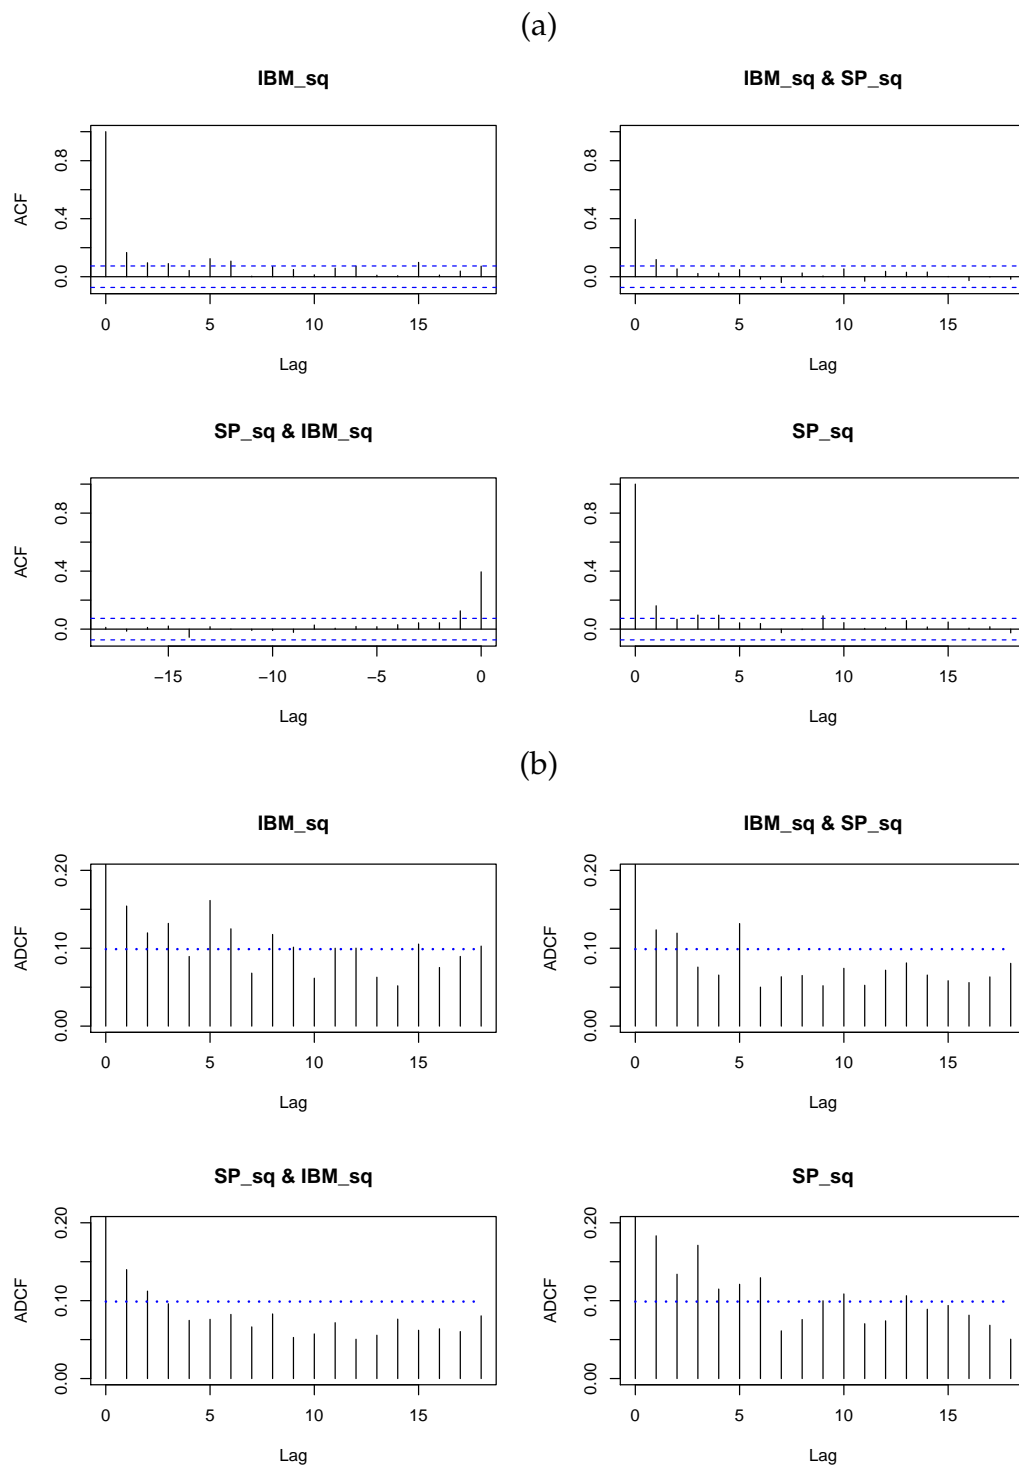 (a)
IBM_sq
IBM_sq & SP_sq
ACF
0.0 0.4 0.8
0 5 10 15
Lag
0.0 0.4 0.8
0 5 10 15
Lag
SP_sq & IBM_sq
SP_sq
ACF
0.0 0.4 0.8
−15 −10 −5 0
Lag
0.0 0.4 0.8
0 5 10 15
Lag
(b)
IBM_sq
IBM_sq & SP_sq
ADCF
0.00 0.10 0.20
0 5 10 15
Lag
ADCF
0.00 0.10 0.20
0 5 10 15
Lag
SP_sq & IBM_sq
SP_sq
ADCF
0.00 0.10 0.20
0 5 10 15
Lag
ADCF
0.00 0.10 0.20
0 5 10 15
Lag